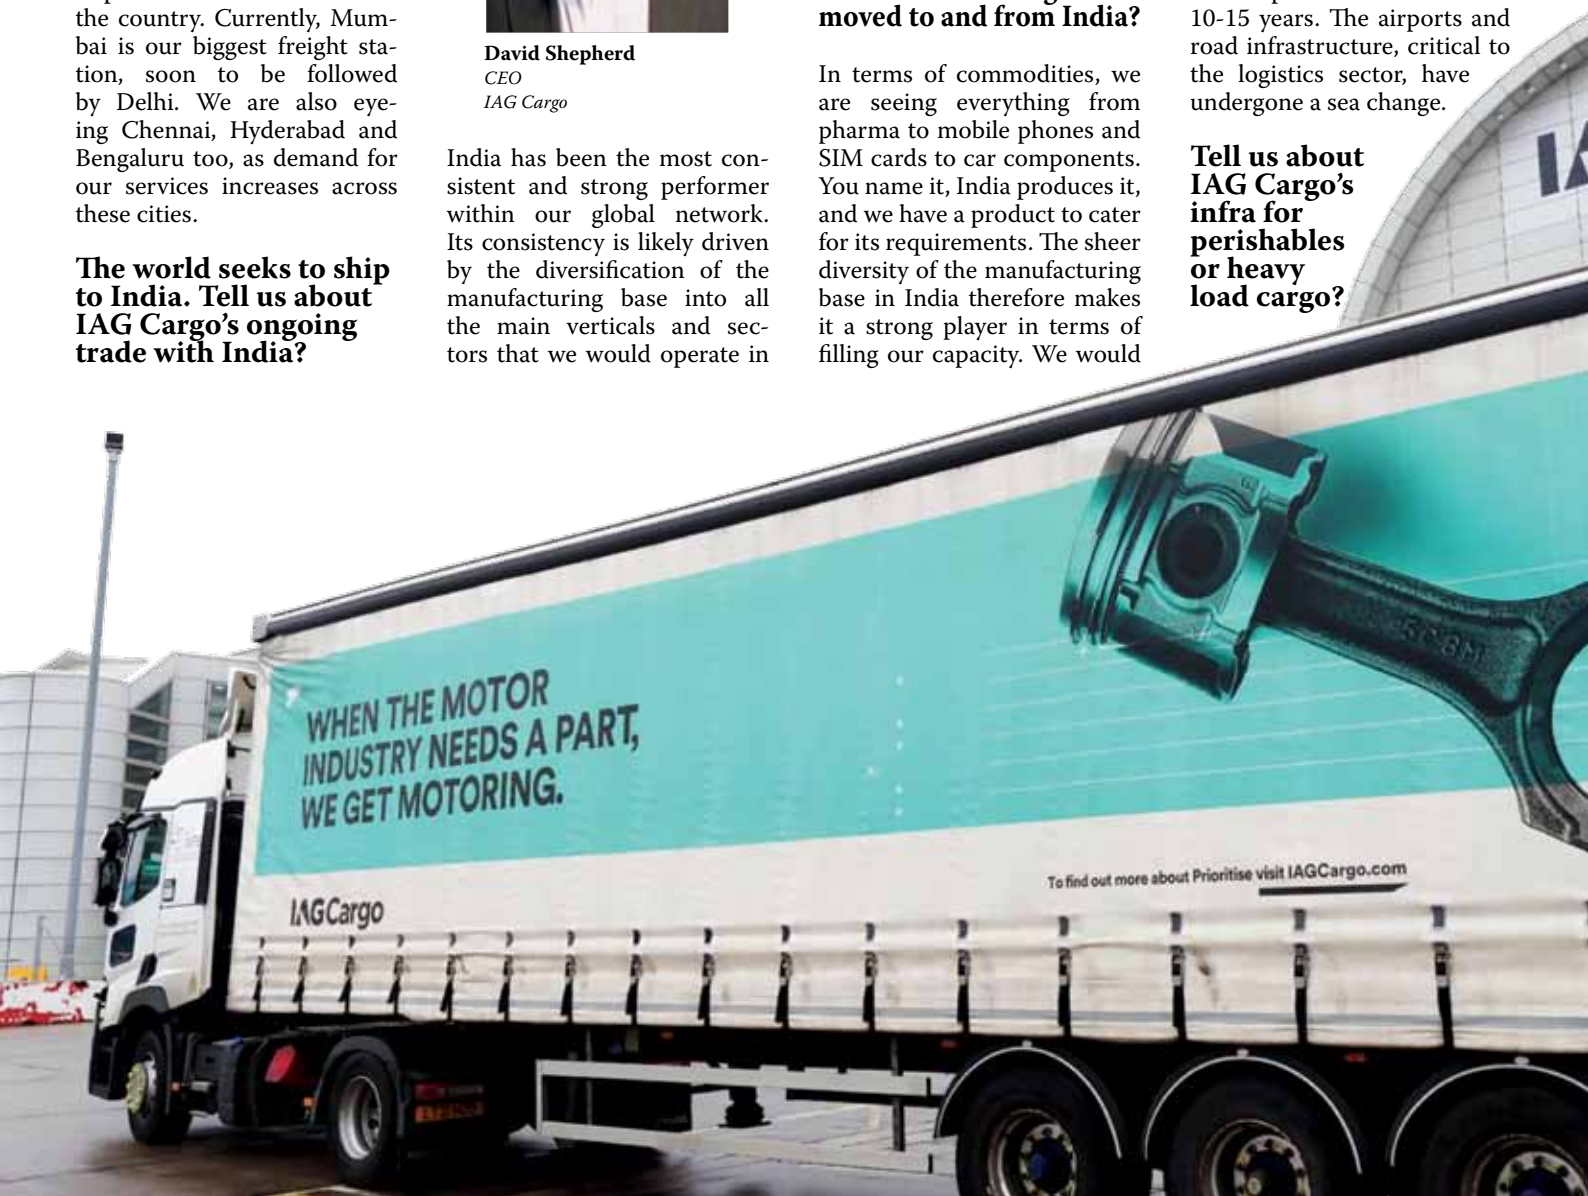 the country. Currently, Mum-
bai is our biggest freight sta-
tion, soon to be followed
by Delhi. We are also eye-
ing Chennai, Hyderabad and
Bengaluru too, as demand for
our services increases across
these cities.
The world seeks to ship
to India. Tell us about
IAG Cargo’s ongoing
trade with India?
David Shepherd
CEO
IAG Cargo
India has been the most con-
sistent and strong performer
within our global network.
Its consistency is likely driven
by the diversification of the
manufacturing base into all
the main verticals and sec-
tors that we would operate in
moved to and from India?
In terms of commodities, we
are seeing everything from
pharma to mobile phones and
SIM cards to car components.
You name it, India produces it,
and we have a product to cater
for its requirements. The sheer
diversity of the manufacturing
base in India therefore makes
it a strong player in terms of
filling our capacity. We would
10-15 years. The airports and
road infrastructure, critical to
the logistics sector, have
undergone a sea change.
Tell us about
IAG Cargo’s
infra for
perishables
or heavy
load cargo?
WHEN THE MOTOR
INDUSTRY NEEDS A PART,
WE GET MOTORING.
IAGCargo
To find out more about Prioritise visit IAGCargo.com